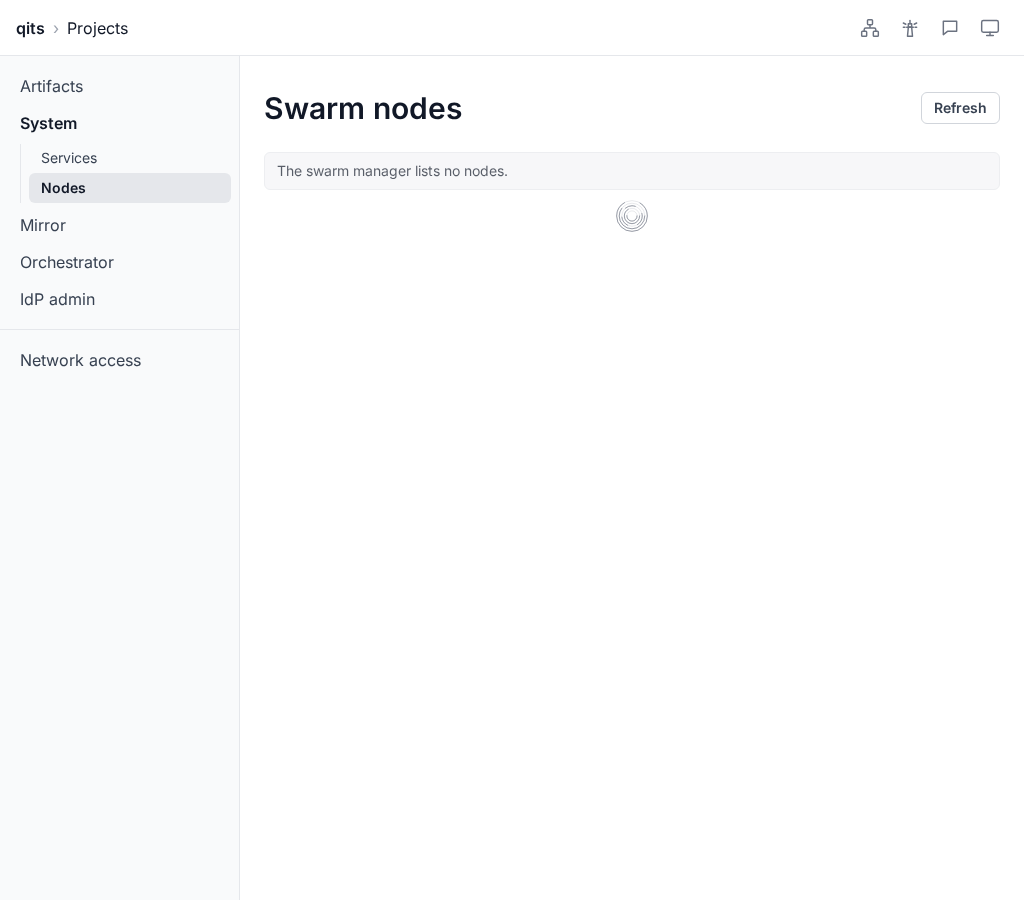 qits › Projects
Artifacts
System
Services
Nodes
Mirror
Orchestrator
IdP admin
Network access
Swarm nodes
Refresh
The swarm manager lists no nodes.